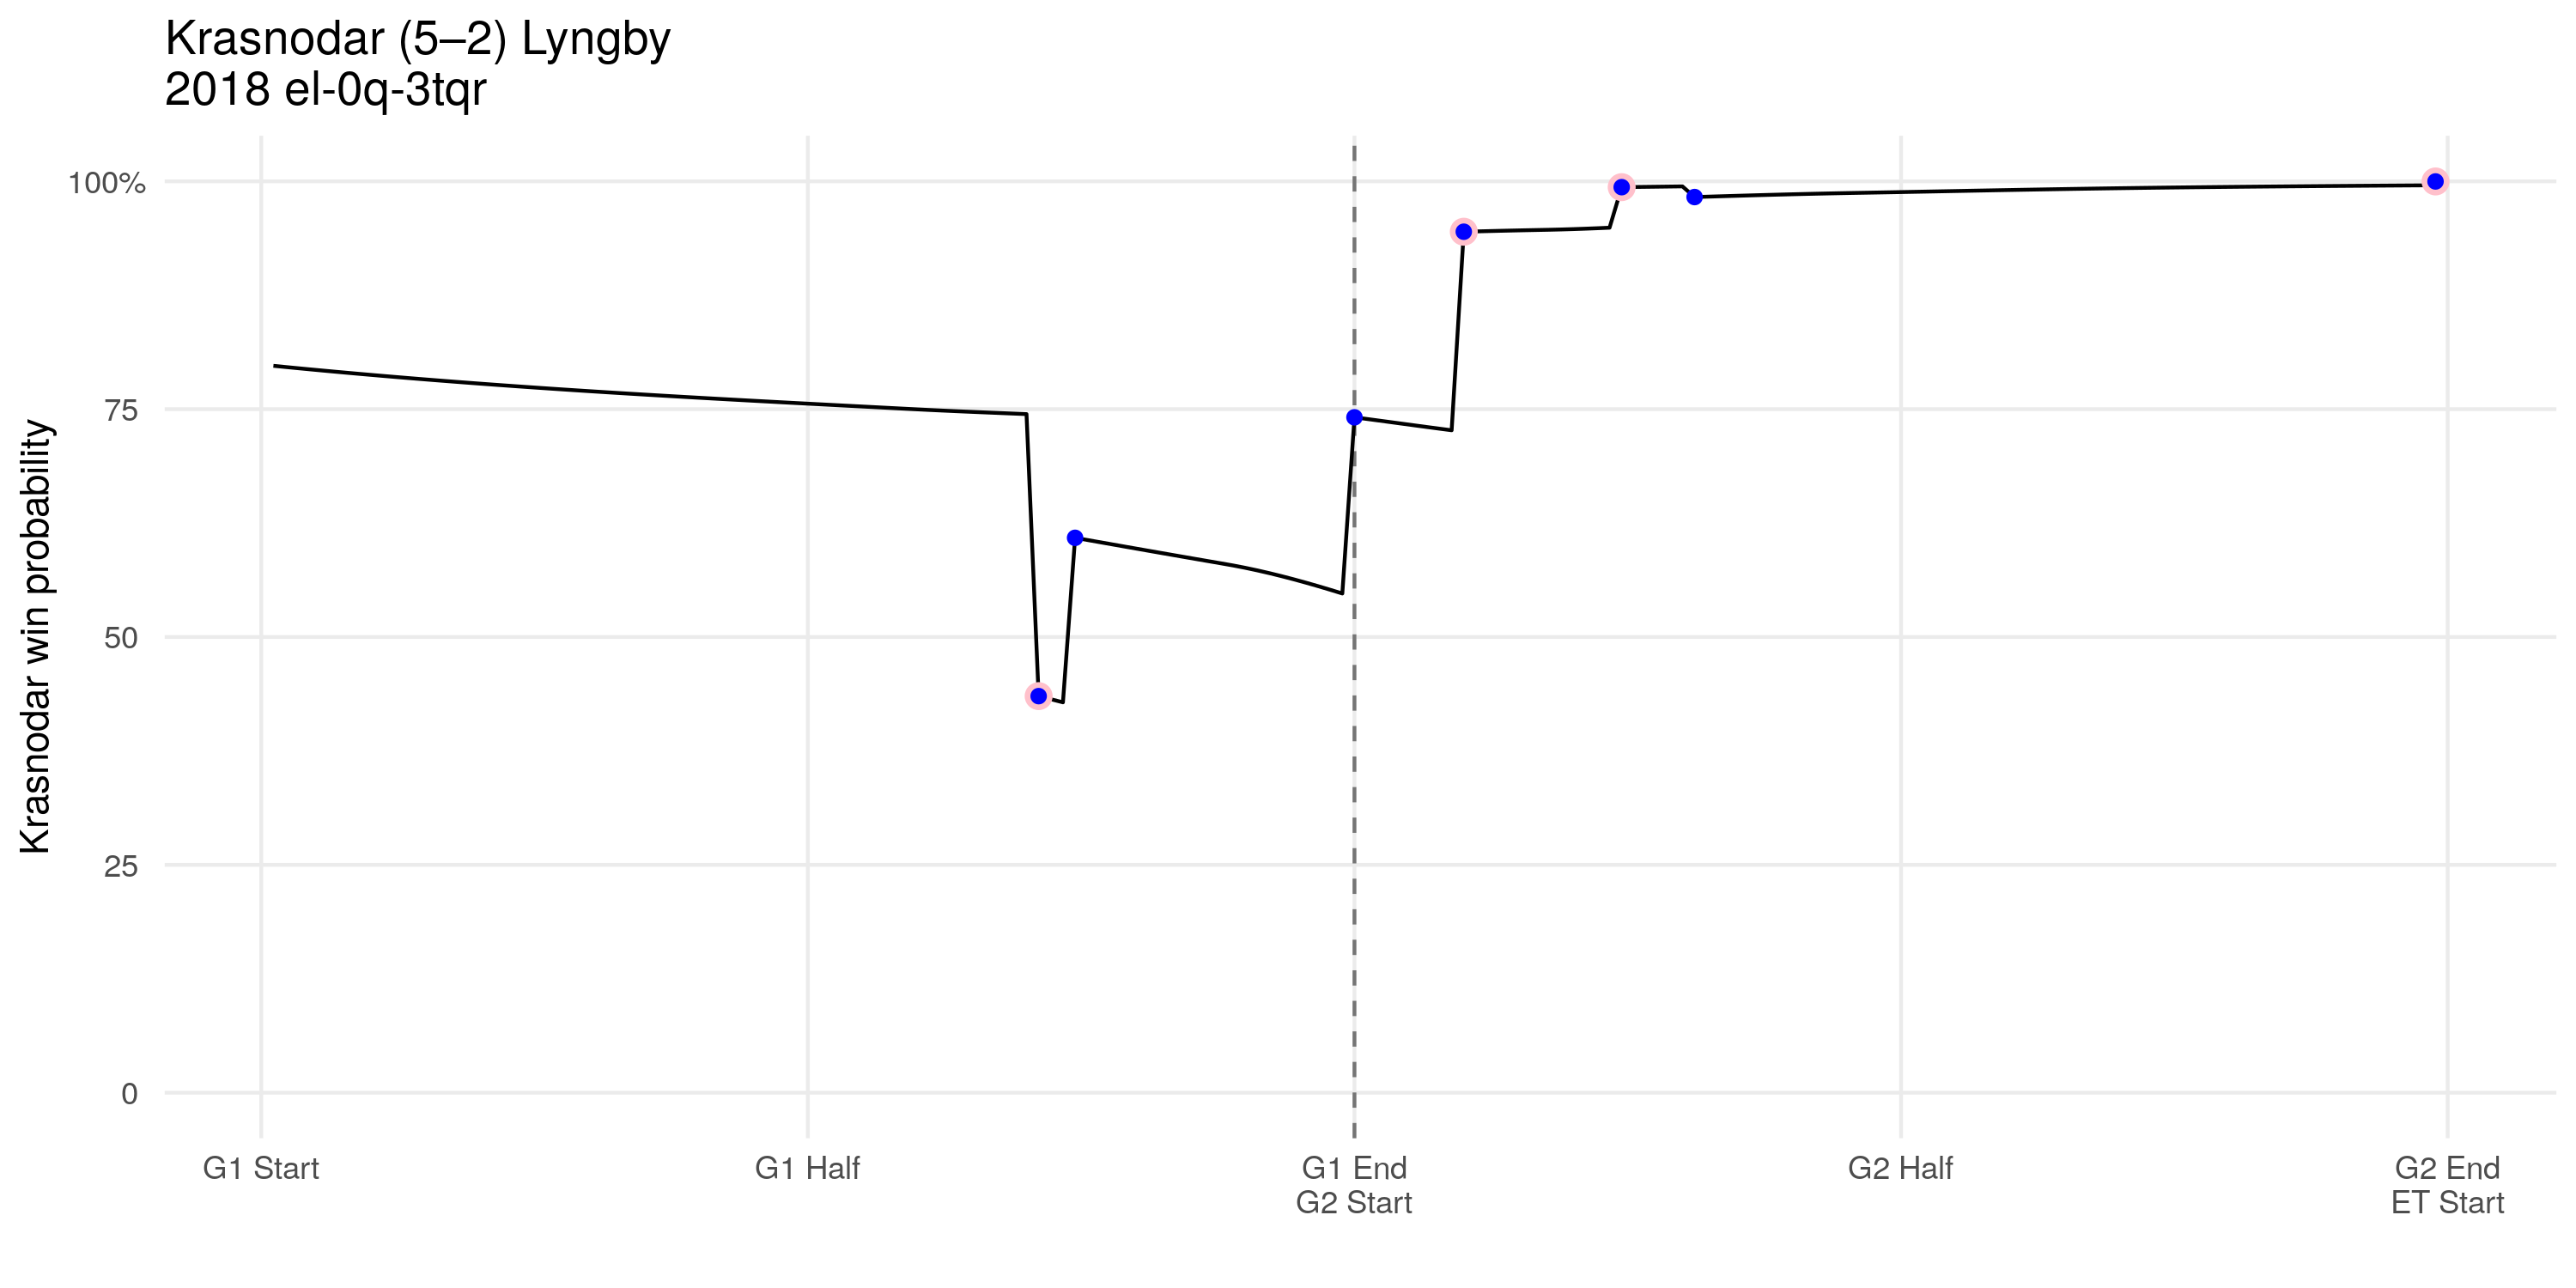 Krasnodar (5–2) Lyngby
2018 el-0q-3tqr
Krasnodar win probability
100%
75
50
25
0
G1 Start
G1 Half
G1 End
G2 Start
G2 Half
G2 End
ET Start